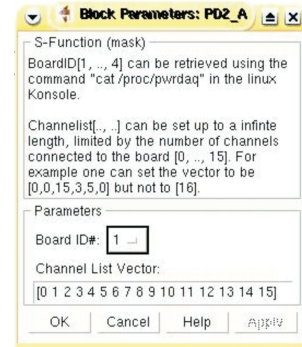 Block Parameters: PD2_A
S-Function (mask)
BoardID[1, .., 4] can be retrieved using the
command "cat /proc/pwrdaq" in the linux
Konsole.
Channelist[.., ..] can be set up to a infinte
length, limited by the number of channels
connected to the board [0, .., 15]. For
example one can set the vector to be
[0,0,15,3,5,0] but not to [16].
Parameters
Board ID#: 1
Channel List Vector:
[0 1 2 3 4 5 6 7 8 9 10 11 12 13 14 15]
OK Cancel Help Apply